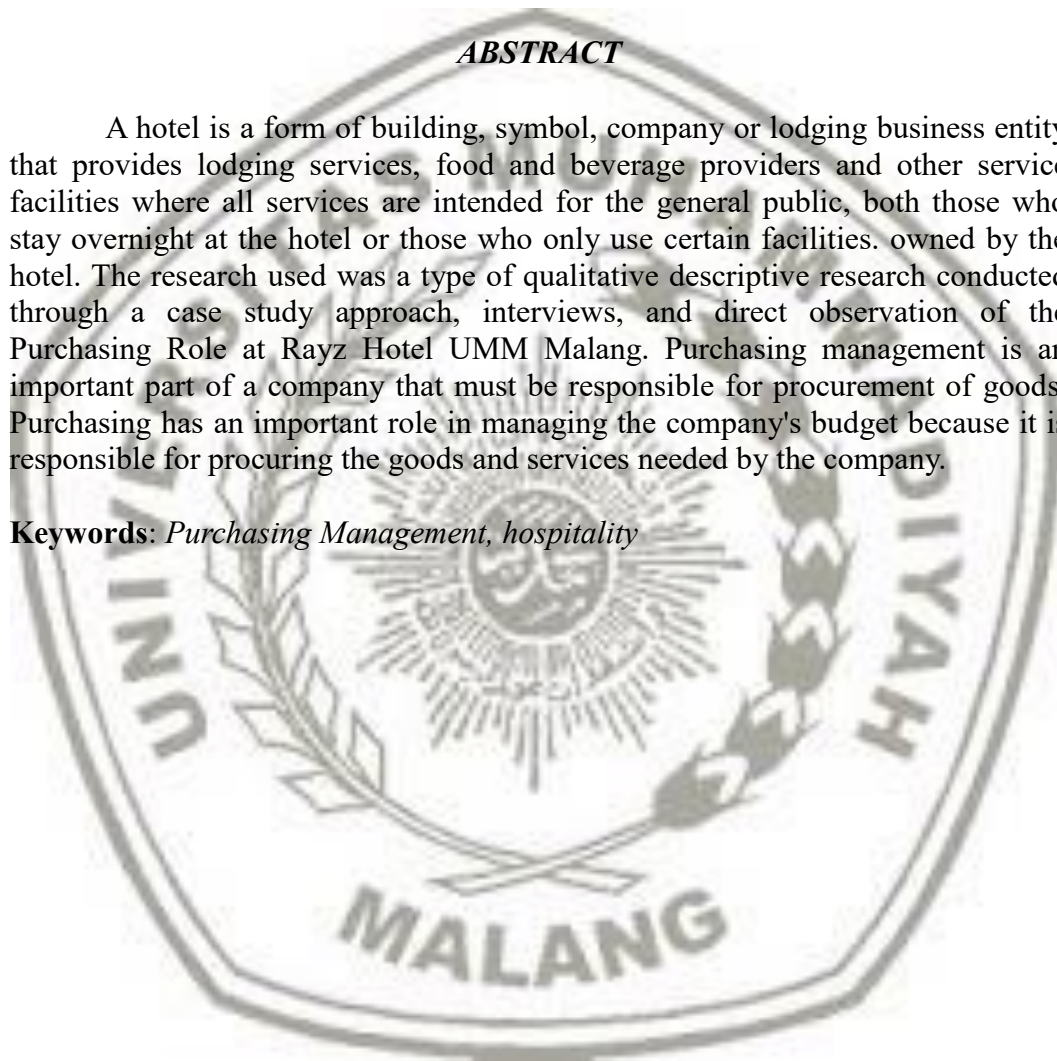 ABSTRACT
A hotel is a form of building, symbol, company or lodging business entity
that provides lodging services, food and beverage providers and other service
facilities where all services are intended for the general public, both those who
stay overnight at the hotel or those who only use certain facilities. owned by the
hotel. The research used was a type of qualitative descriptive research conducted
through a case study approach, interviews, and direct observation of the
Purchasing Role at Rayz Hotel UMM Malang. Purchasing management is an
important part of a company that must be responsible for procurement of goods.
Purchasing has an important role in managing the company's budget because it is
responsible for procuring the goods and services needed by the company.
Keywords: Purchasing Management, hospitality
UNIVERSITAS MUHAMMADIYAH
MALANG